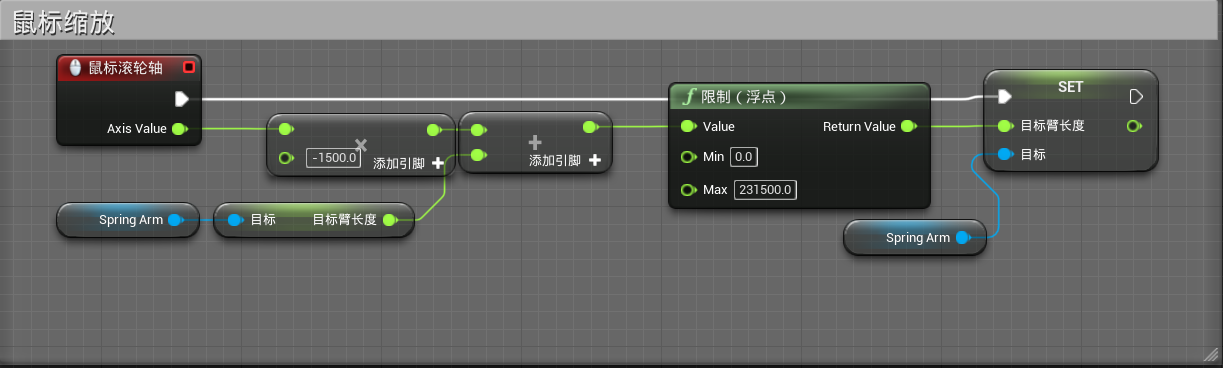 鼠标缩放
鼠标滚轮轴
Axis Value
-1500.0
添加引脚
添加引脚
Spring Arm
目标
目标臂长度
限制（浮点）
Value
Return Value
Min
0.0
Max
231500.0
SET
目标臂长度
目标
Spring Arm